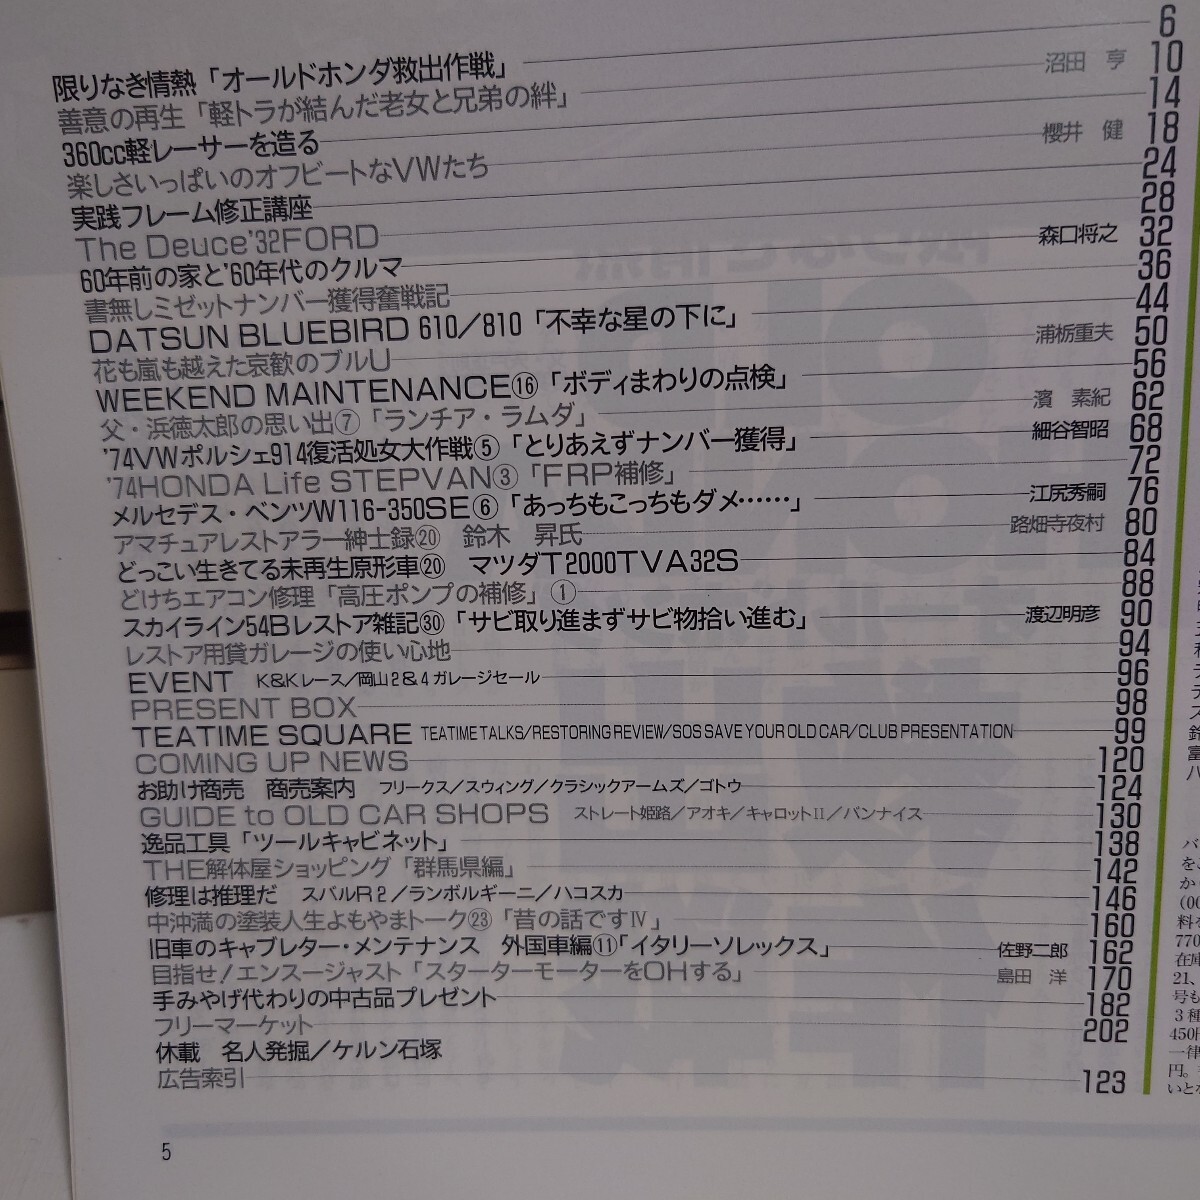 限りなき情熱「オールドホンダ救出作戦」 6
善意の再生「軽トラが結んだ老女と兄弟の絆」 沼田 亨 10
360cc軽レーサーを造る 14
楽しさいっぱいのオフビートなVWたち 櫻井 健 18
実践フレーム修正講座 24
The Deuce'32FORD 28
60年前の家と'60年代のクルマ 森口将之 32
書無しミゼットナンバー獲得奮戦記 36
DATSUN BLUEBIRD 610／810「不幸な星の下に」 44
花も嵐も越えた哀歓のブルU 浦栃重夫 50
WEEKEND MAINTENANCE⑯「ボディまわりの点検」 56
父・浜徳太郎の思い出⑦「ランチア・ラムダ」 濱 素紀 62
'74VWポルシェ914復活処女大作戦⑤「とりあえずナンバー獲得」 細谷智昭 68
'74HONDA Life STEPVAN③「FRP補修」 72
メルセデス・ベンツW116-350SE⑥「あっちもこっちもダメ……」 江尻秀嗣 76
アマチュアレストアラー紳士録⑳ 鈴木 昇氏 路畑寺夜村 80
どっこい生きてる未再生原形車⑳ マツダT2000TVA32S 84
どけちエアコン修理「高圧ポンプの補修」① 88
スカイライン54Bレストア雑記㉚「サビ取り進まずサビ物拾い進む」 渡辺明彦 90
レストア用貸ガレージの使い心地 94
EVENT K&Kレース／岡山2&4ガレージセール 96
PRESENT BOX 98
TEATIME SQUARE TEATIME TALKS/RESTORING REVIEW/SOS SAVE YOUR OLD CAR/CLUB PRESENTATION 99
COMING UP NEWS 120
お助け商売 商売案内 フリークス／スウィング／クラシックアームズ／ゴトウ 124
GUIDE to OLD CAR SHOPS ストレート姫路／アオキ／キャロットII／バンナイス 130
逸品工具「ツールキャビネット」 138
THE解体屋ショッピング「群馬県編」 142
修理は推理だ スバルR2／ランボルギーニ／ハコスカ 146
中沖満の塗装人生よもやまトーク㉓「昔の話ですIV」 160
旧車のキャブレター・メンテナンス 外国車編⑪「イタリーソレックス」 佐野二郎 162
目指せ！エンスージャスト「スターターモーターをOHする」 島田 洋 170
手みやげ代わりの中古品プレゼント 182
フリーマーケット 202
休載 名人発掘／ケルン石塚
広告索引 123
5